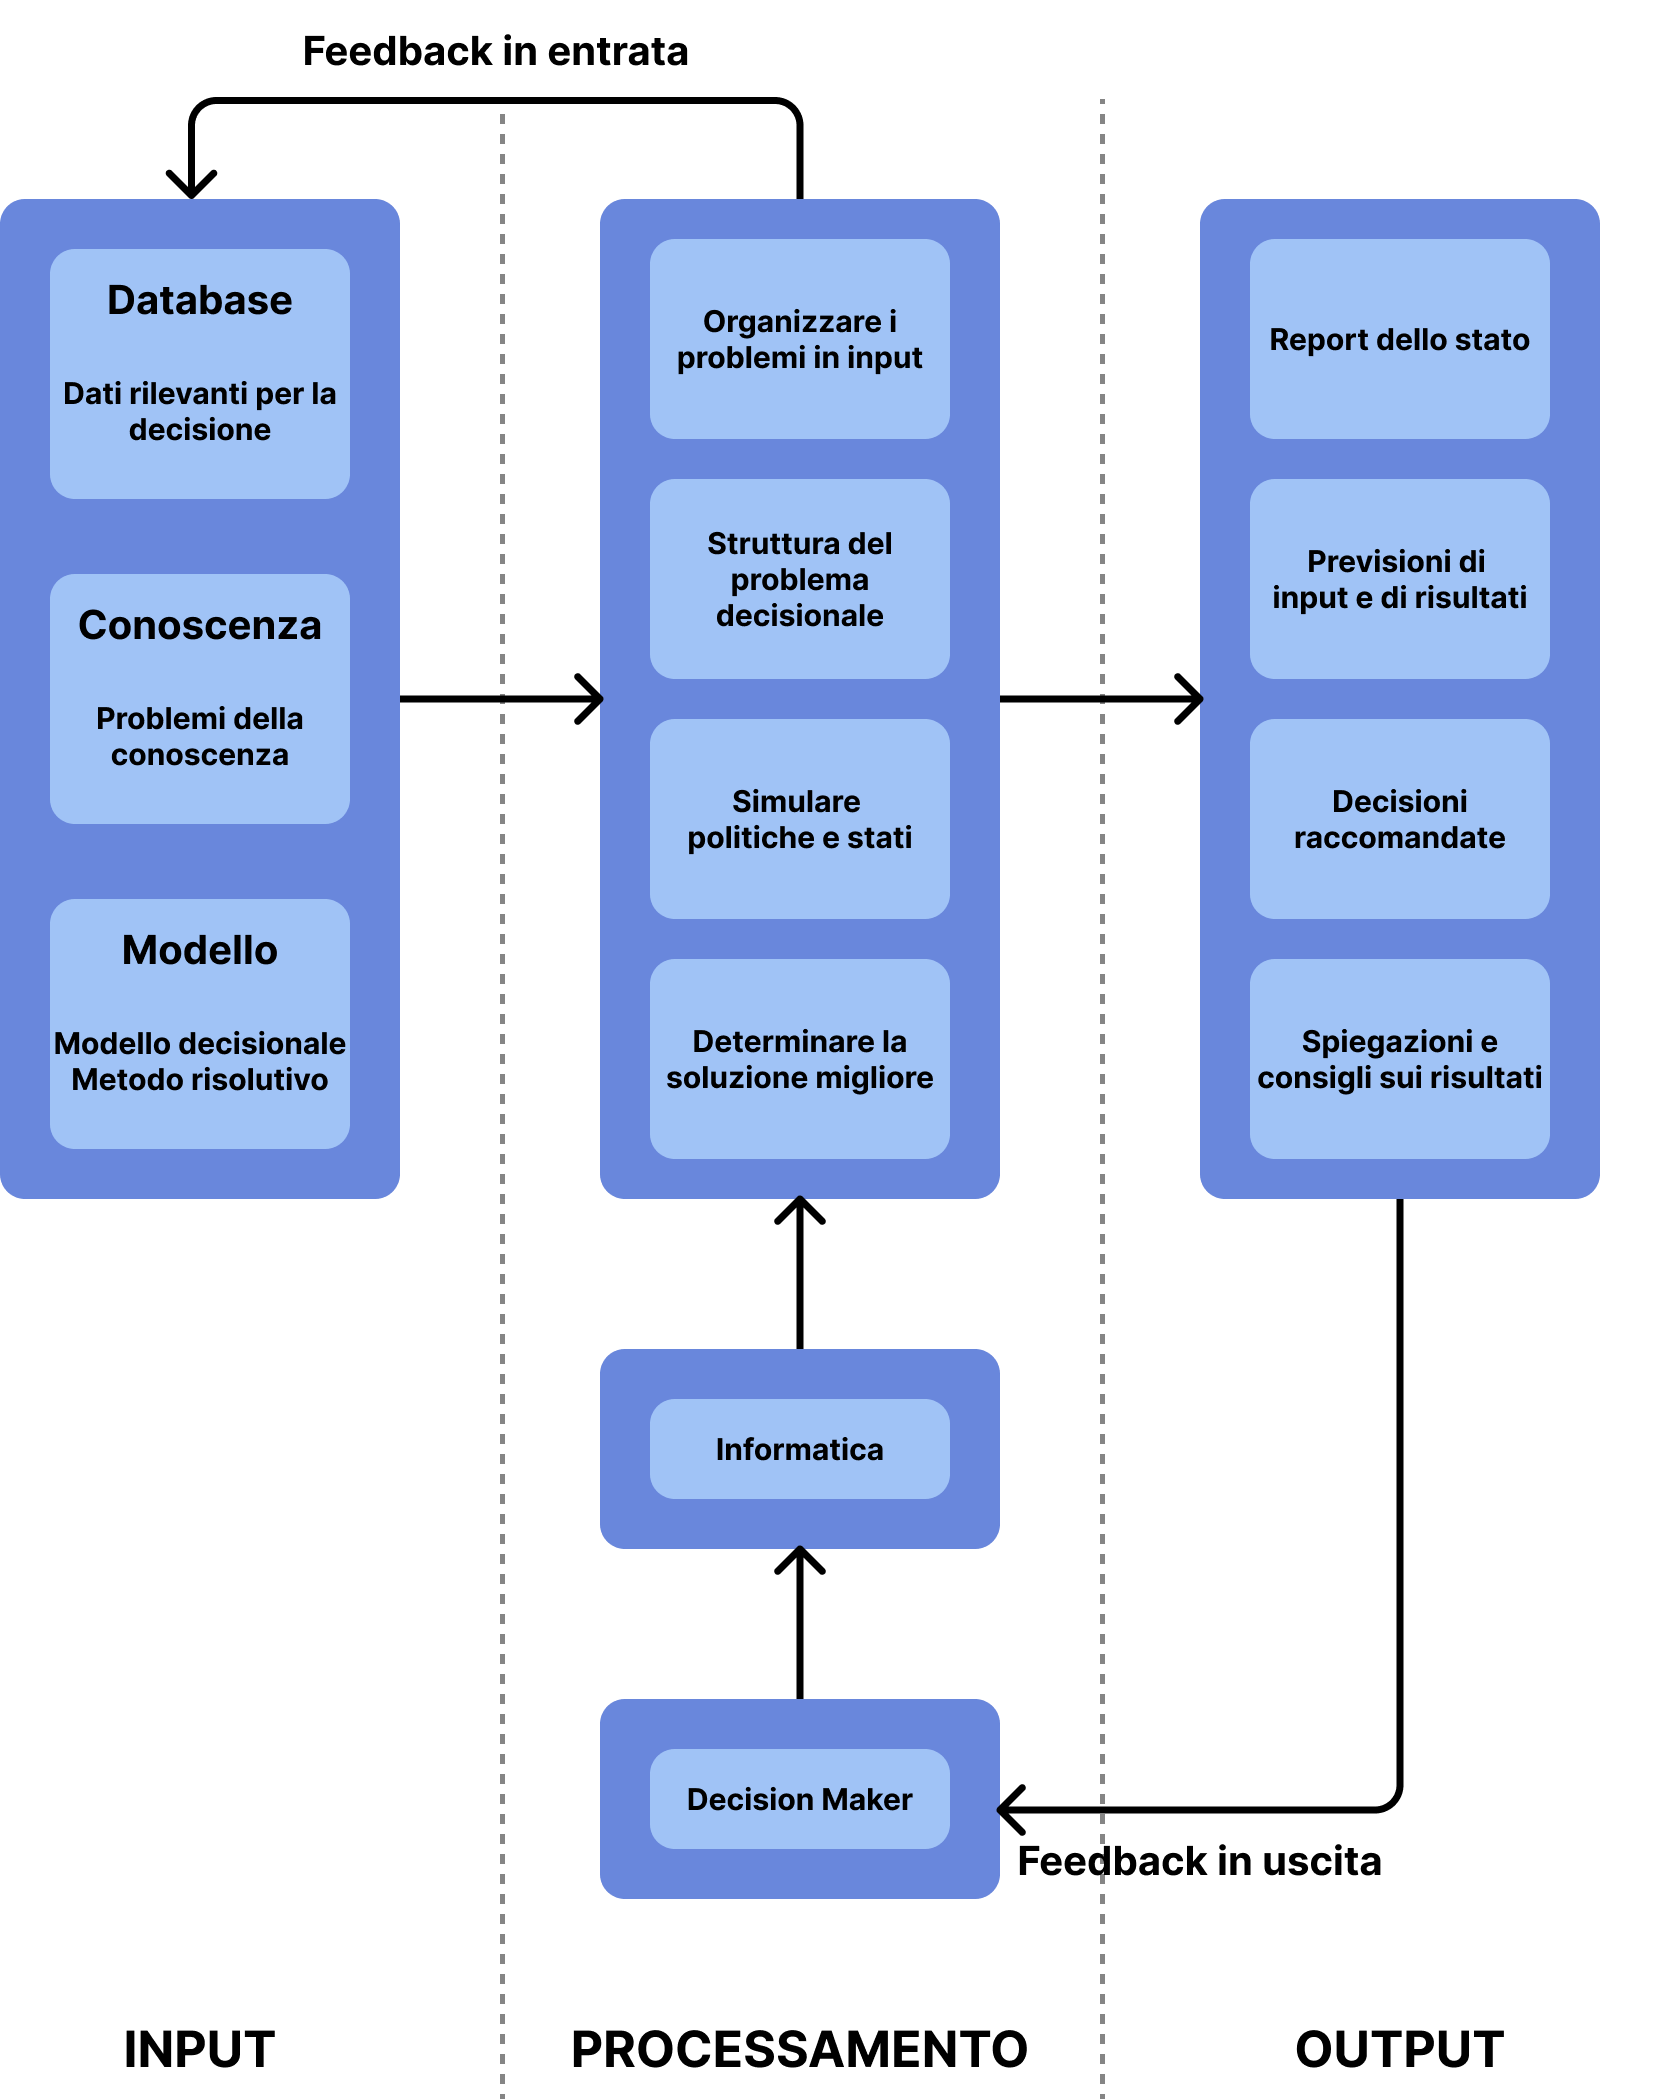 Feedback in entrata
Database
Dati rilevanti per la
decisione
Conoscenza
Problemi della
conoscenza
Modello
Modello decisionale
Metodo risolutivo
Organizzare i
problemi in input
Struttura del
problema
decisionale
Simulare
politiche e stati
Determinare la
soluzione migliore
Report dello stato
Previsioni di
input e di risultati
Decisioni
raccomandate
Spiegazioni e
consigli sui risultati
Informatica
Decision Maker
Feedback in uscita
INPUT
PROCESSAMENTO
OUTPUT